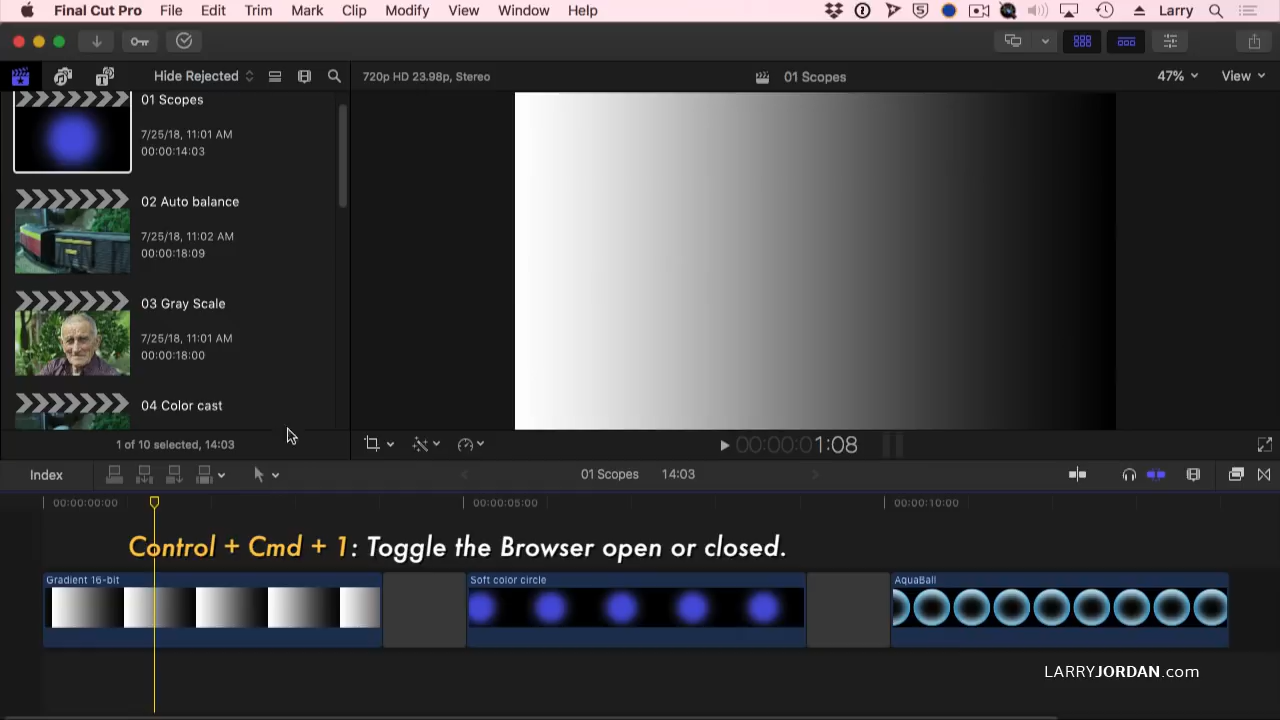 Final Cut Pro File Edit Trim Mark Clip Modify View Window Help Larry
Hide Rejected
720p HD 23.98p, Stereo
01 Scopes
47%
View
01 Scopes
7/25/18, 11:01 AM
00:00:14:03
02 Auto balance
7/25/18, 11:02 AM
00:00:18:09
03 Gray Scale
7/25/18, 11:01 AM
00:00:18:00
04 Color cast
1 of 10 selected, 14:03
00:00:01:08
Index
01 Scopes 14:03
00:00:00:00
00:00:05:00
00:00:10:00
Control + Cmd + 1: Toggle the Browser open or closed.
Gradient 16-bit
Soft color circle
AquaBall
LARRYJORDAN.com